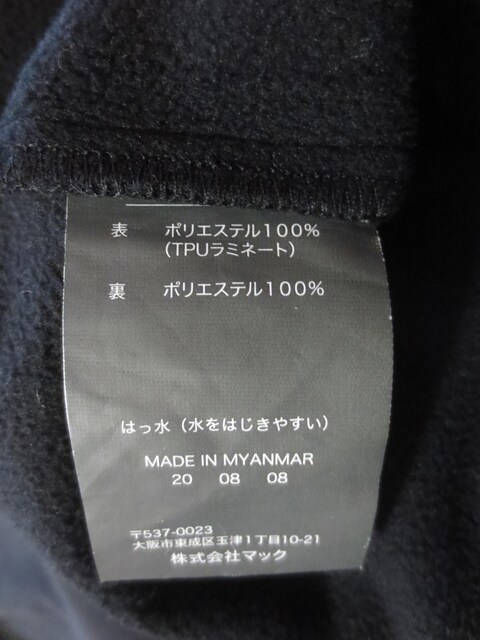 表 ポリエステル100%
(TPUラミネート)
裏 ポリエステル100%
はっ水（水をはじきやすい）
MADE IN MYANMAR
20 08 08
〒537-0023
大阪市東成区玉津1丁目10-21
株式会社マック